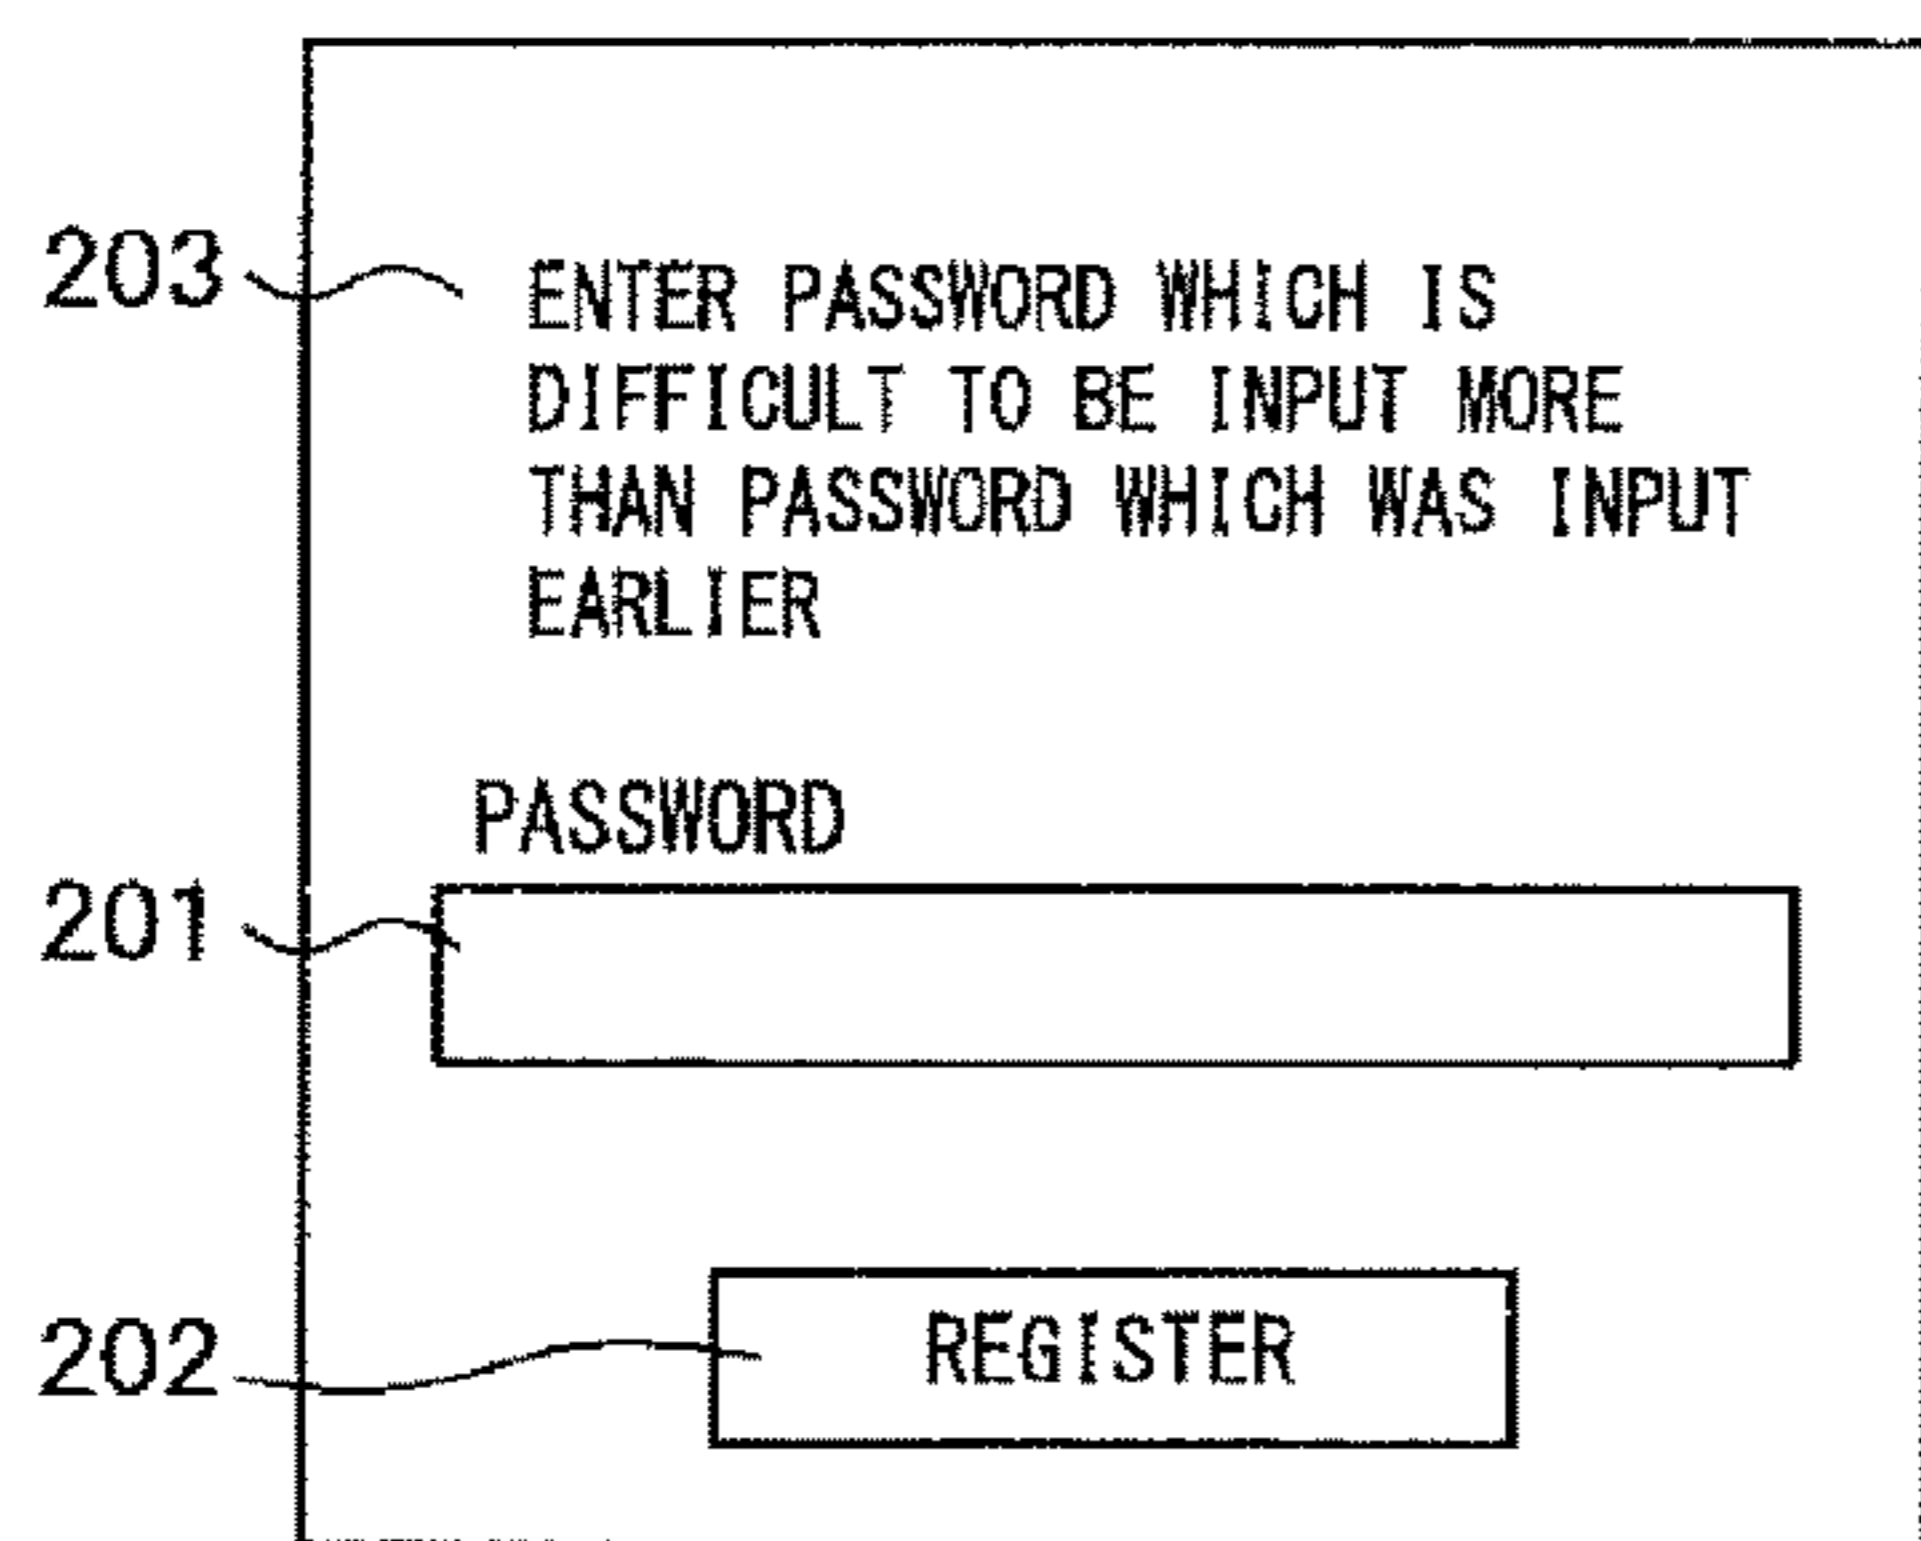 203
ENTER PASSWORD WHICH IS
DIFFICULT TO BE INPUT MORE
THAN PASSWORD WHICH WAS INPUT
EARLIER
PASSWORD
201
202
REGISTER